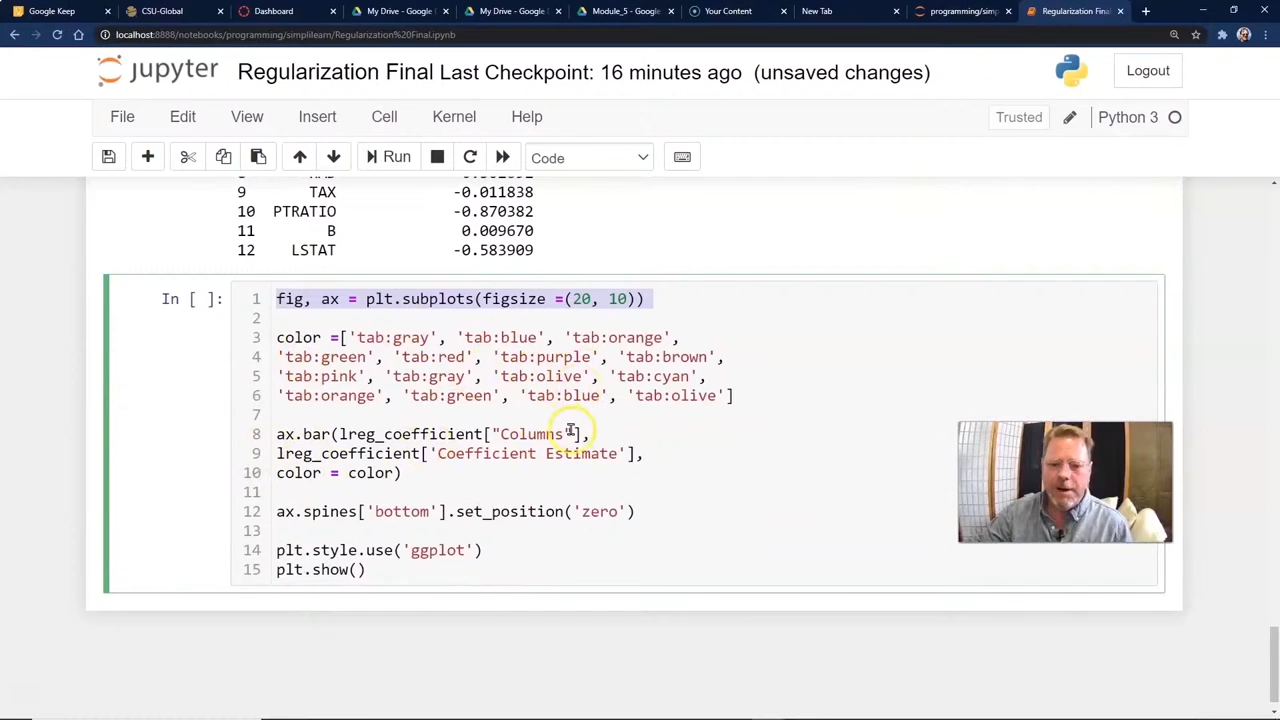 Google Keep
CSU-Global
Dashboard
My Drive - Google
My Drive - Google
Module_5 - Google
Your Content
New Tab
programming/simp
Regularization Final
localhost:8888/notebooks/programming/simplilearn/Regularization%20Final.ipynb
jupyter Regularization Final Last Checkpoint: 16 minutes ago (unsaved changes)
Logout
File Edit View Insert Cell Kernel Help
Trusted
Python 3
Run
Code
9 TAX -0.011838
10 PTRATIO -0.870382
11 B 0.009670
12 LSTAT -0.583909
In [ ]:
1 fig, ax = plt.subplots(figsize =(20, 10))
2
3 color =['tab:gray', 'tab:blue', 'tab:orange',
4 'tab:green', 'tab:red', 'tab:purple', 'tab:brown',
5 'tab:pink', 'tab:gray', 'tab:olive', 'tab:cyan',
6 'tab:orange', 'tab:green', 'tab:blue', 'tab:olive']
7
8 ax.bar(lreg_coefficient["Columns"],
9 lreg_coefficient['Coefficient Estimate'],
10 color = color)
11
12 ax.spines['bottom'].set_position('zero')
13
14 plt.style.use('ggplot')
15 plt.show()